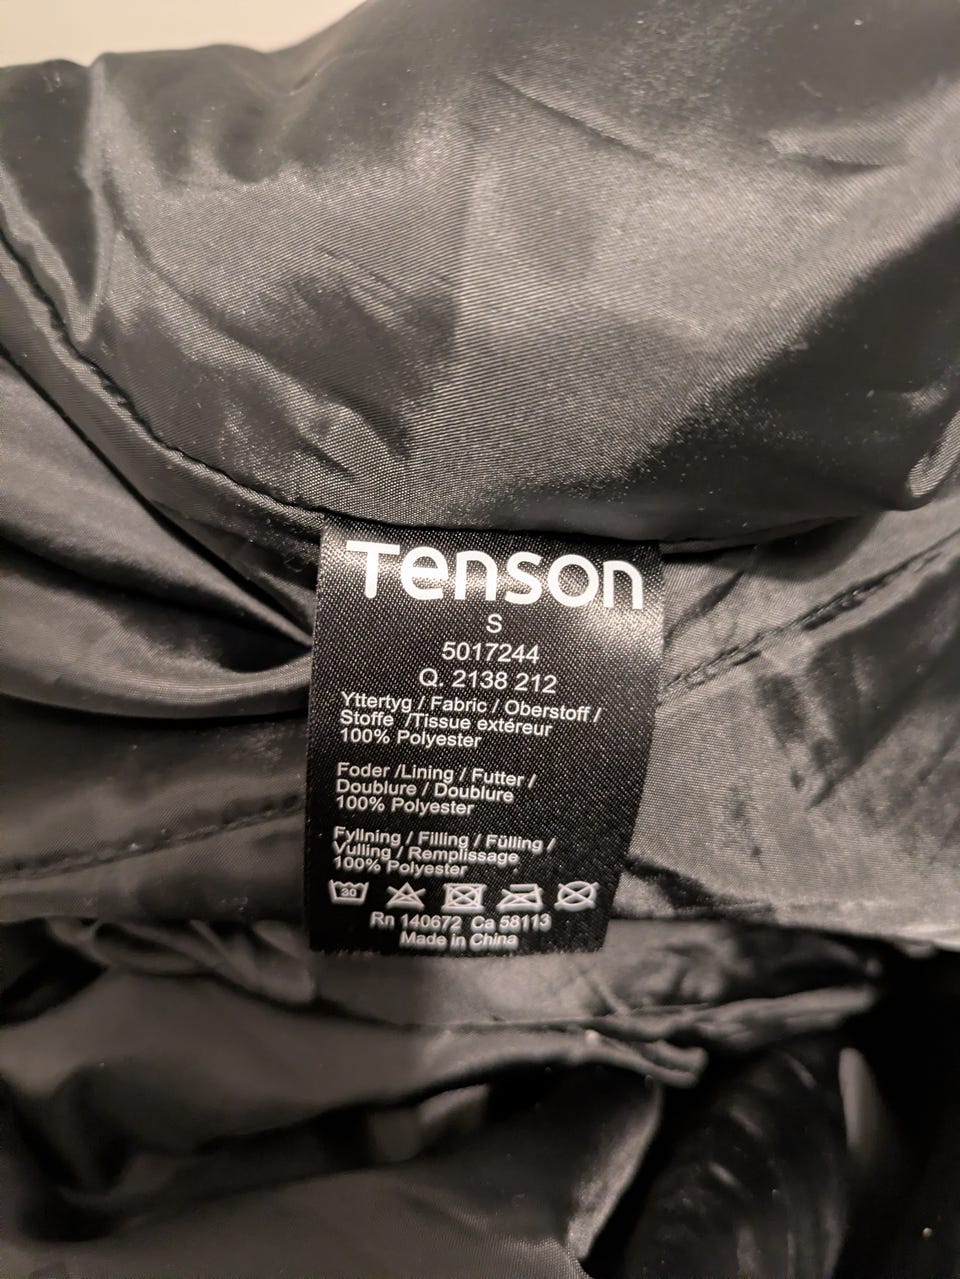 Tenson
S
5017244
Q. 2138 212
Yttertyg / Fabric / Oberstoff /
Stoffe /Tissue extéreur
100% Polyester
Foder /Lining / Futter /
Doublure / Doublure
100% Polyester
Fyllning / Filling / Fülling /
Vulling / Remplissage
100% Polyester
30
Rn 140672 Ca 58113
Made in China